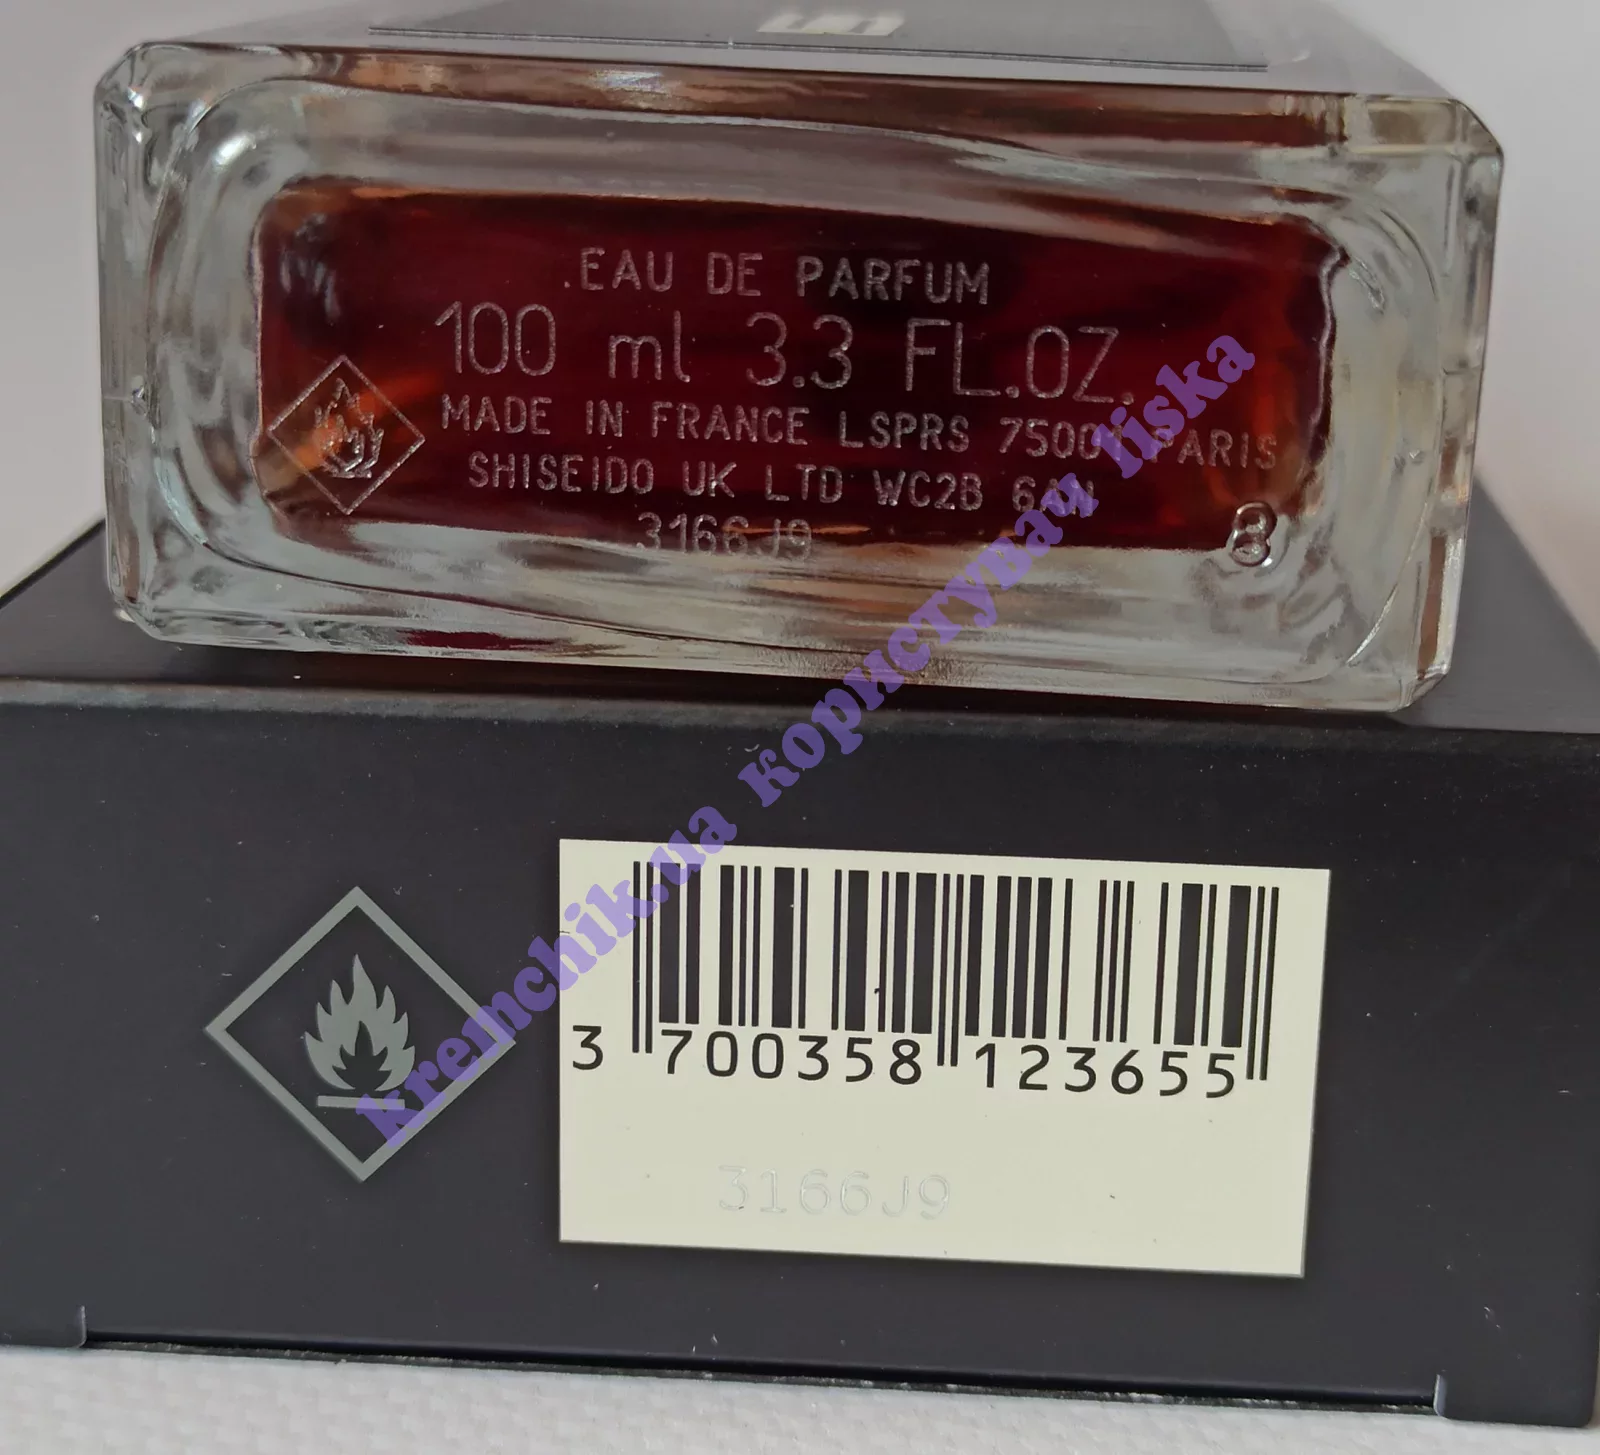 .EAU DE PARFUM
100 ml 3.3 FL.OZ.
MADE IN FRANCE LSPRS 75001 PARIS
SHISEIDO UK LTD WC2B
3166J9
8
3 700358 123655
3166J9
kremchik.ua користувач liska